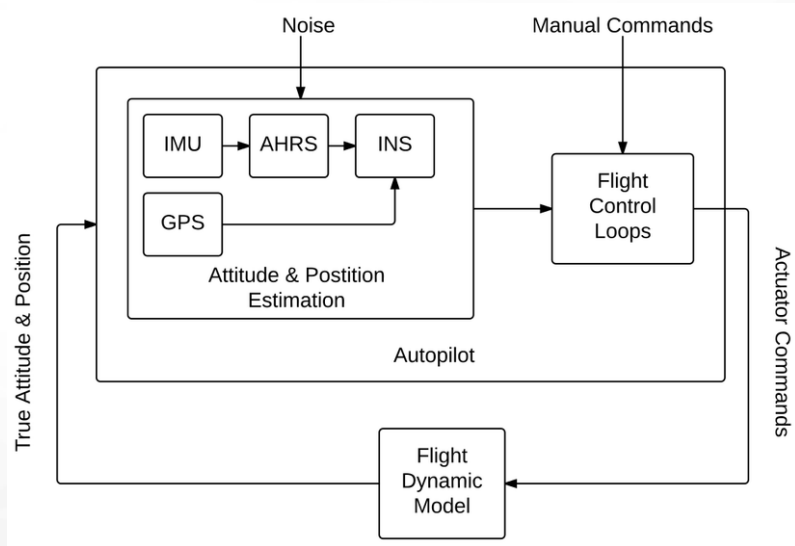 Noise
Manual Commands
IMU
AHRS
INS
GPS
Attitude & Postition
Estimation
Flight
Control
Loops
Autopilot
True Attitude & Position
Actuator Commands
Flight
Dynamic
Model